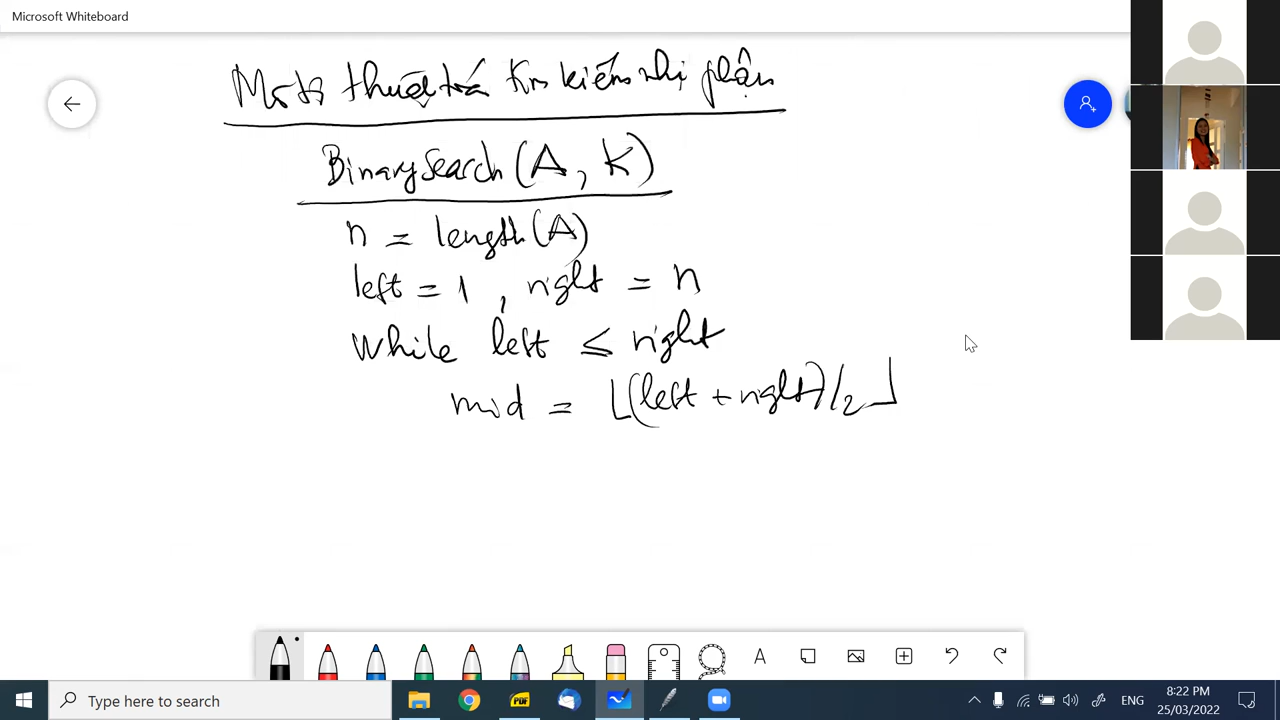 Microsoft Whiteboard
Mô tả thuật toán tìm kiếm nhị phân
BinarySearch(A, K)
n = length(A)
left = 1, right = n
While left ≤ right
mid = ⌊(left + right)/2⌋
Type here to search
ENG
8:22 PM
25/03/2022